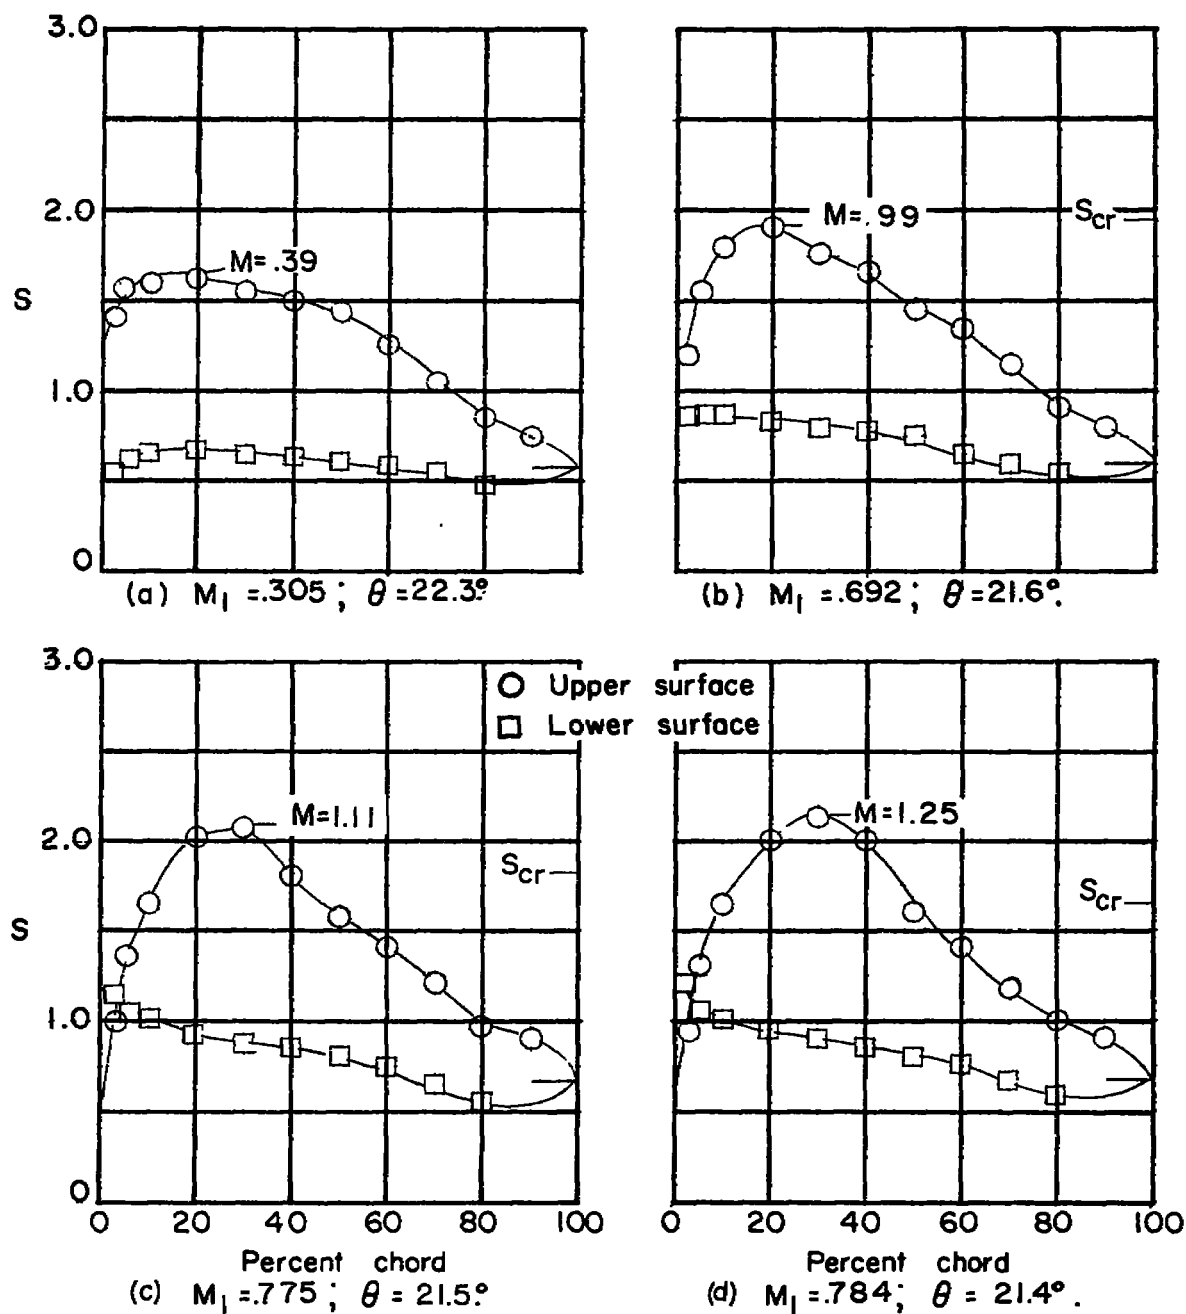 3.0
2.0
S
1.0
0
M=.39
(a) M1 =.305 ; θ =22.3°.
M=.99
Scr
(b) M1 =.692 ; θ =21.6°.
3.0
2.0
S
1.0
0
○ Upper surface
□ Lower surface
M=1.11
Scr
0 20 40 60 80 100
Percent chord
(c) M1 =.775 ; θ = 21.5°.
M=1.25
Scr
0 20 40 60 80 100
Percent chord
(d) M1 =.784; θ = 21.4°.